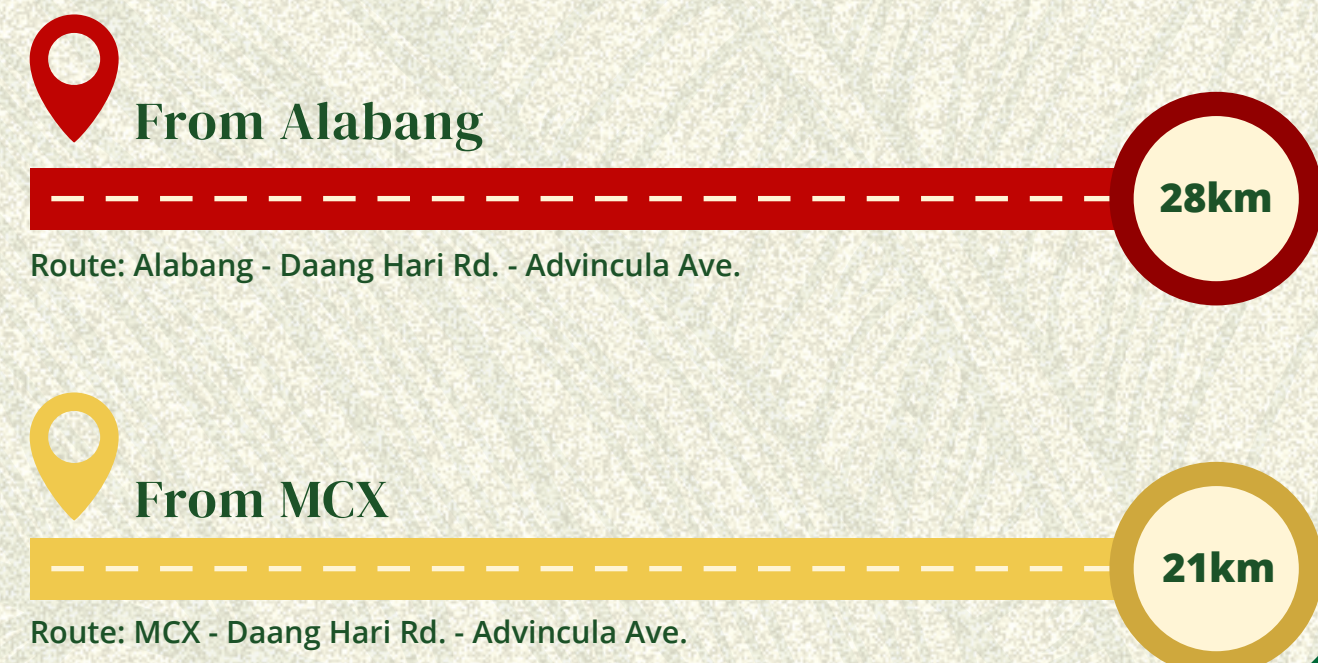 From Alabang
28km
Route: Alabang - Daang Hari Rd. - Advincula Ave.
From MCX
21km
Route: MCX - Daang Hari Rd. - Advincula Ave.